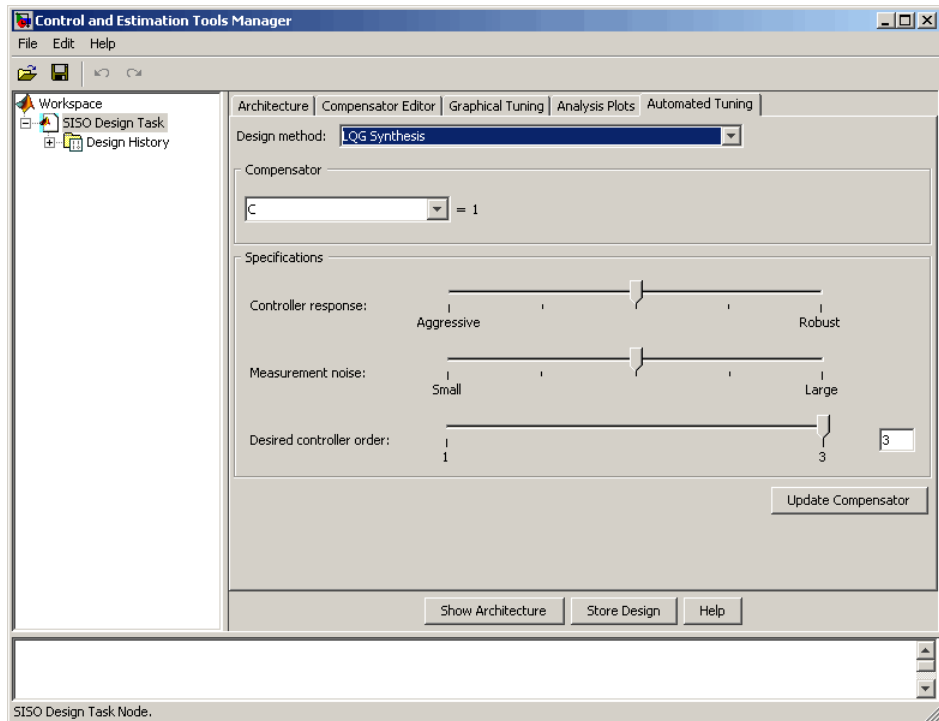 Control and Estimation Tools Manager
File Edit Help
Workspace
SISO Design Task
Design History
Architecture Compensator Editor Graphical Tuning Analysis Plots Automated Tuning
Design method: LQG Synthesis
Compensator
C = 1
Specifications
Controller response:
Aggressive Robust
Measurement noise:
Small Large
Desired controller order: 3
1 3
Update Compensator
Show Architecture Store Design Help
SISO Design Task Node.